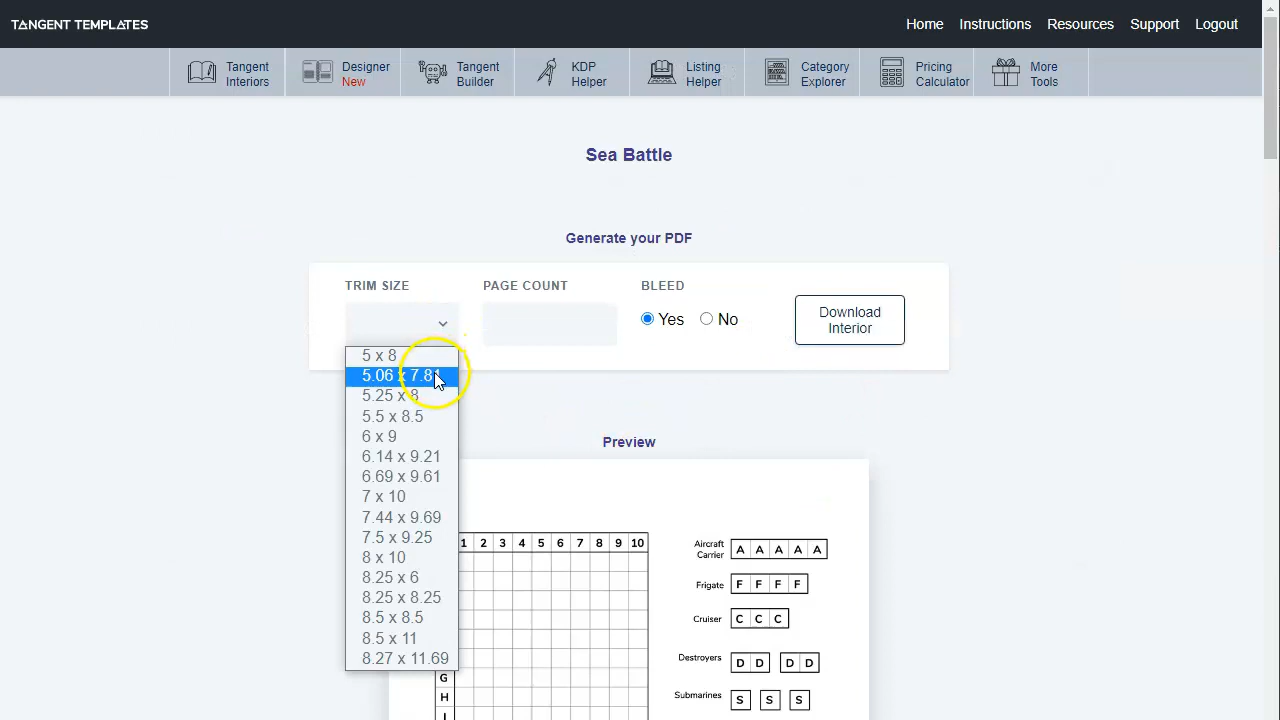 TANGENT TEMPLATES
Home Instructions Resources Support Logout
Tangent Interiors
Designer New
Tangent Builder
KDP Helper
Listing Helper
Category Explorer
Pricing Calculator
More Tools
Sea Battle
Generate your PDF
TRIM SIZE
PAGE COUNT
BLEED
Yes No
Download
Interior
5 x 8
5.06 x 7.81
5.25 x 8
5.5 x 8.5
6 x 9
6.14 x 9.21
6.69 x 9.61
7 x 10
7.44 x 9.69
7.5 x 9.25
8 x 10
8.25 x 6
8.25 x 8.25
8.5 x 8.5
8.5 x 11
8.27 x 11.69
Preview
1 2 3 4 5 6 7 8 9 10
G
H
I
Aircraft
Carrier
A A A A A
Frigate F F F F
Cruiser C C C
Destroyers D D D D
Submarines S S S